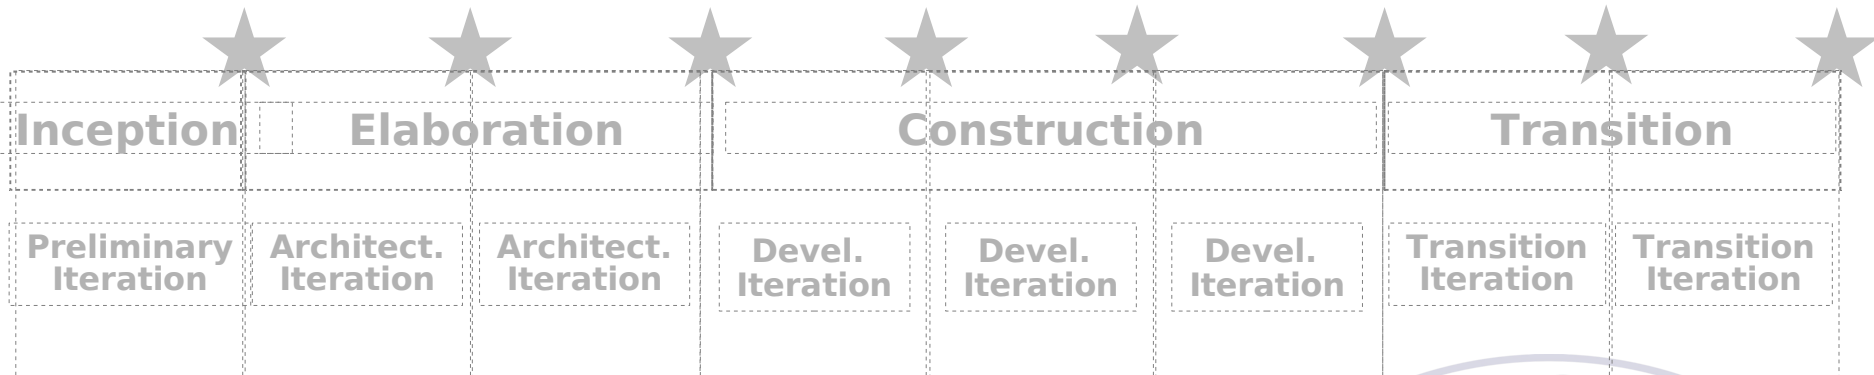 Inception Elaboration Construction Transition
Preliminary Architect. Architect. Devel. Devel. Devel. Transition Transition
Iteration Iteration Iteration Iteration Iteration Iteration Iteration Iteration